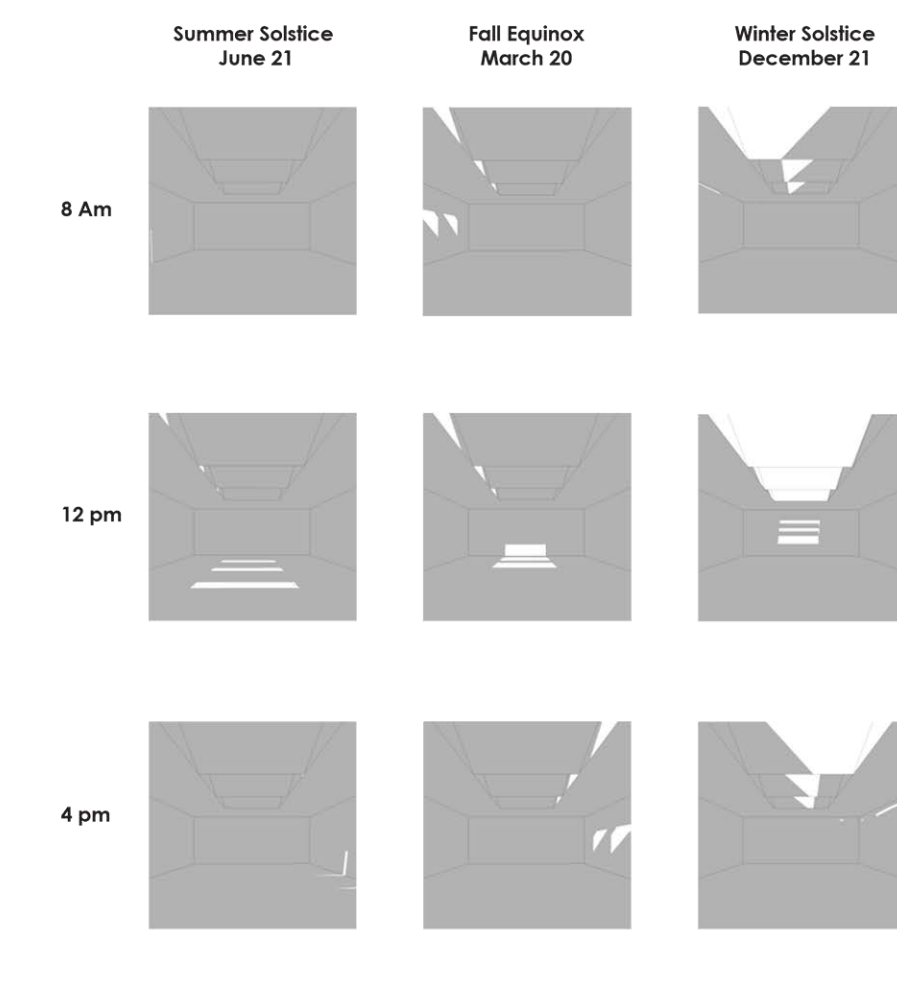 Summer Solstice
June 21
Fall Equinox
March 20
Winter Solstice
December 21
8 Am
12 pm
4 pm